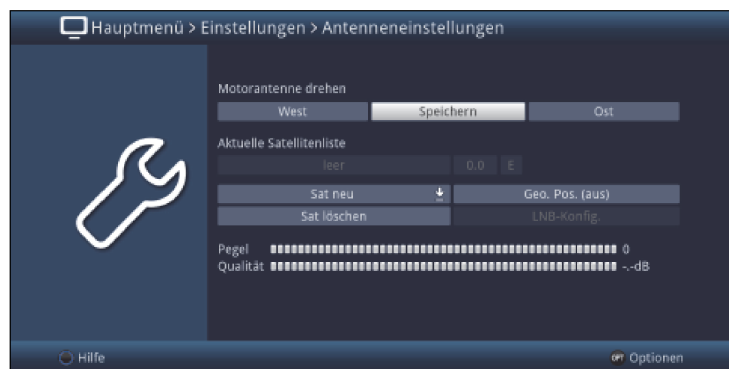 Hauptmenü > Einstellungen > Antenneneinstellungen
Motorantenne drehen
West Speichern Ost
Aktuelle Satellitenliste
leer 0.0 E
Sat neu Geo. Pos. (aus)
Sat löschen LNB-Konfig.
Pegel 0
Qualität -.-dB
Hilfe OPT Optionen